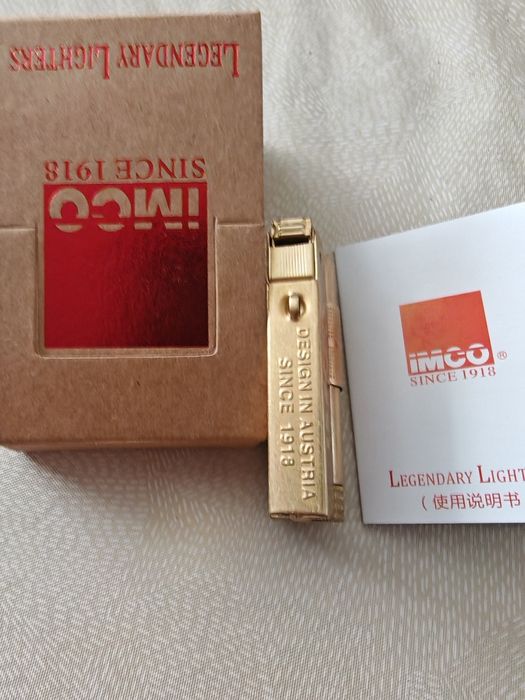 LEGENDARY LIGHTERS
SINCE 1918
iMCO
DESIGN IN AUSTRIA
SINCE 1918
iMCO®
SINCE 1918
LEGENDARY LIGHT
（使用说明书